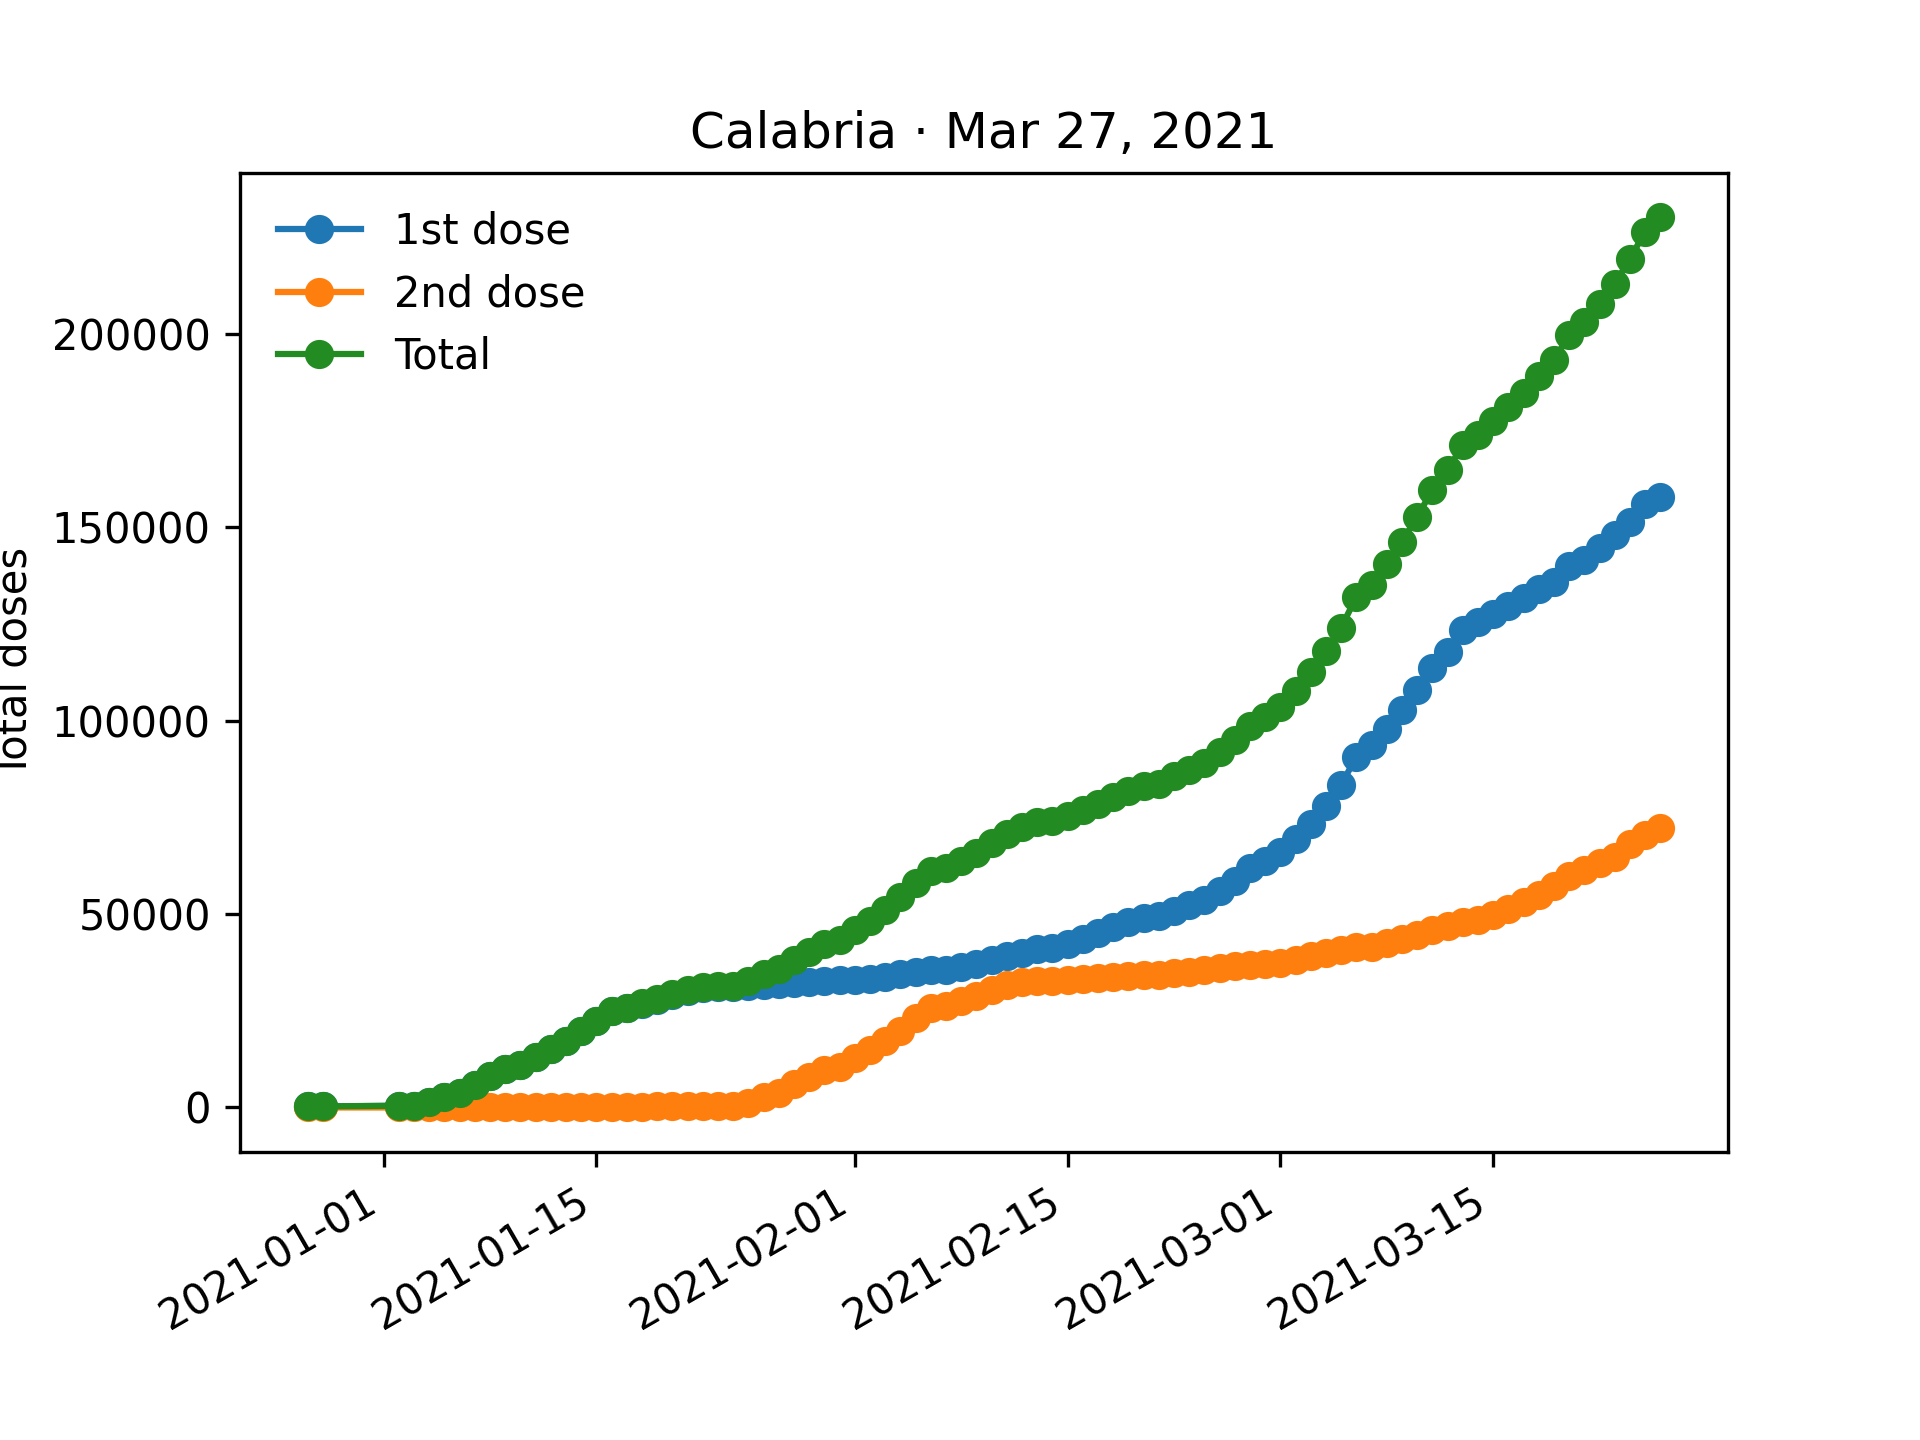 Calabria · Mar 27, 2021
1st dose
2nd dose
Total
200000
150000
100000
50000
0
Total doses
2021-01-01
2021-01-15
2021-02-01
2021-02-15
2021-03-01
2021-03-15